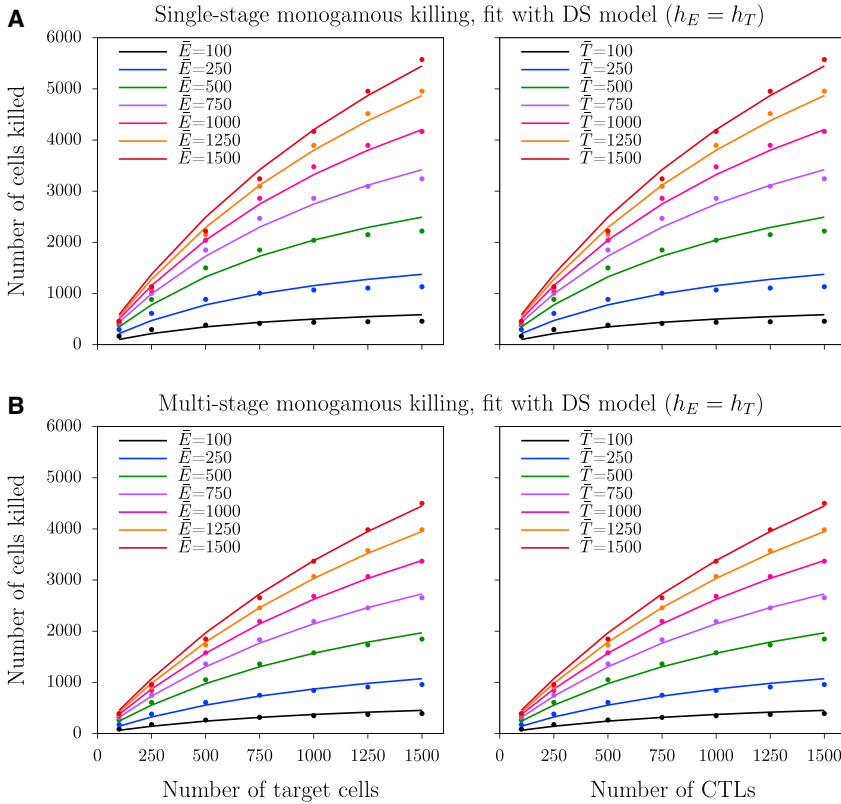 A Single-stage monogamous killing, fit with DS model (h_E = h_T)
Number of cells killed
6000
5000
4000
3000
2000
1000
0
Ē=100
Ē=250
Ē=500
Ē=750
Ē=1000
Ē=1250
Ē=1500
T̄=100
T̄=250
T̄=500
T̄=750
T̄=1000
T̄=1250
T̄=1500
B Multi-stage monogamous killing, fit with DS model (h_E = h_T)
Number of cells killed
6000
5000
4000
3000
2000
1000
0
Ē=100
Ē=250
Ē=500
Ē=750
Ē=1000
Ē=1250
Ē=1500
T̄=100
T̄=250
T̄=500
T̄=750
T̄=1000
T̄=1250
T̄=1500
0 250 500 750 1000 1250 1500
0 250 500 750 1000 1250 1500
Number of target cells
Number of CTLs